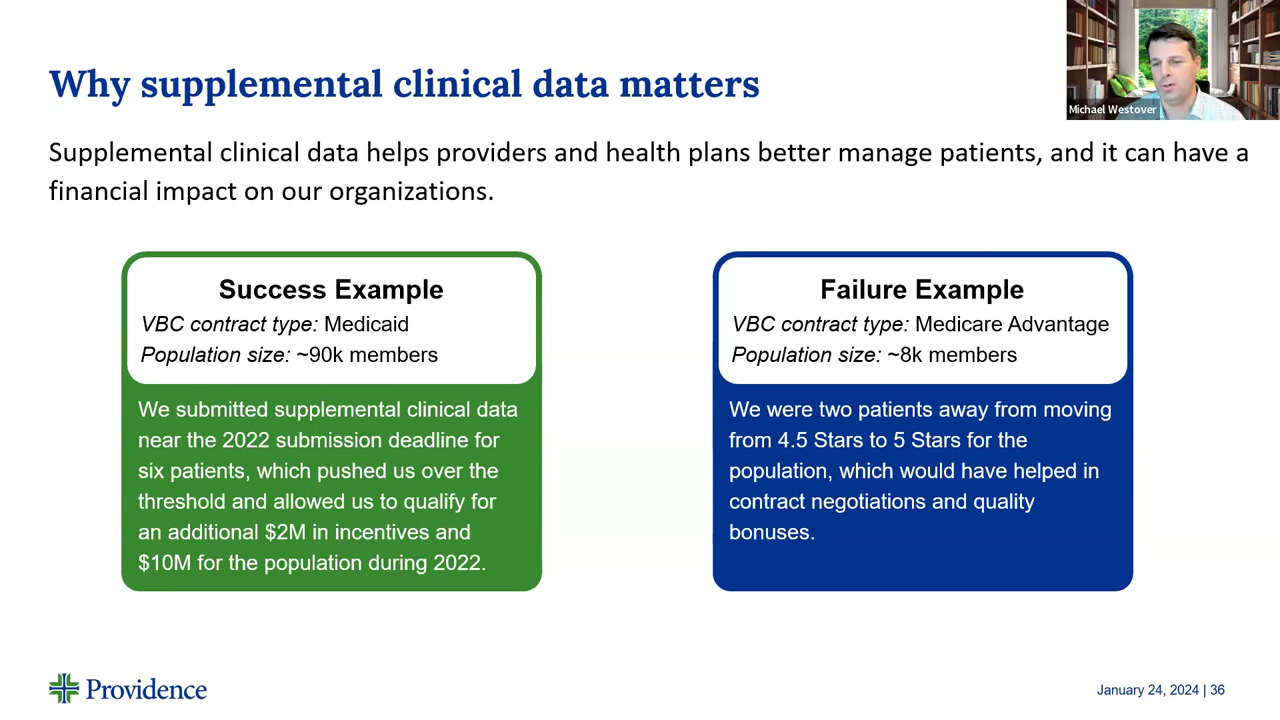 Why supplemental clinical data matters
Michael Westover
Supplemental clinical data helps providers and health plans better manage patients, and it can have a
financial impact on our organizations.
Success Example
VBC contract type: Medicaid
Population size: ~90k members
We submitted supplemental clinical data
near the 2022 submission deadline for
six patients, which pushed us over the
threshold and allowed us to qualify for
an additional $2M in incentives and
$10M for the population during 2022.
Failure Example
VBC contract type: Medicare Advantage
Population size: ~8k members
We were two patients away from moving
from 4.5 Stars to 5 Stars for the
population, which would have helped in
contract negotiations and quality
bonuses.
Providence
January 24, 2024 | 36